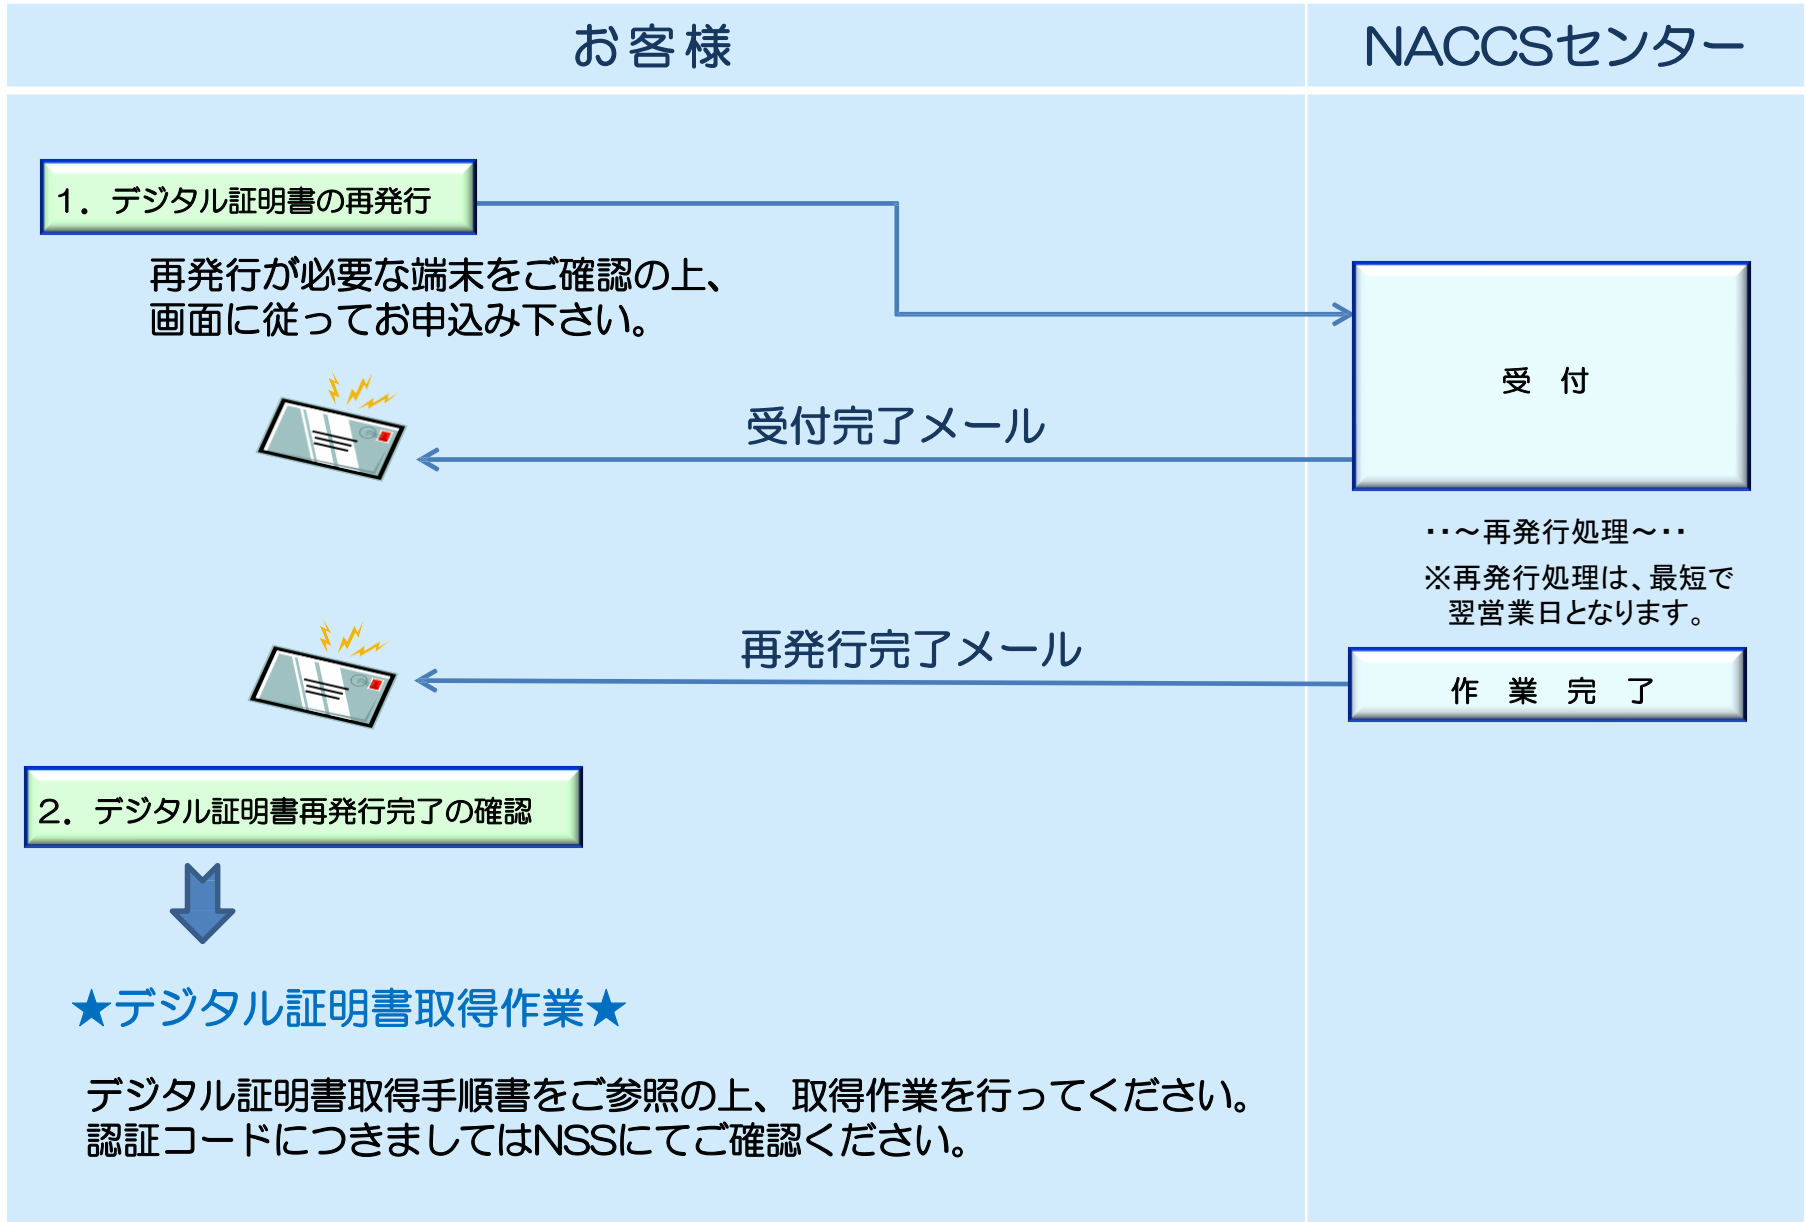 お客様
NACCSセンター
１．デジタル証明書の再発行
再発行が必要な端末をご確認の上、
画面に従ってお申込み下さい。
受　付
受付完了メール
‥～再発行処理～‥
※再発行処理は、最短で
翌営業日となります。
再発行完了メール
作　業　完　了
２．デジタル証明書再発行完了の確認
★デジタル証明書取得作業★
デジタル証明書取得手順書をご参照の上、取得作業を行ってください。
認証コードにつきましてはNSSにてご確認ください。